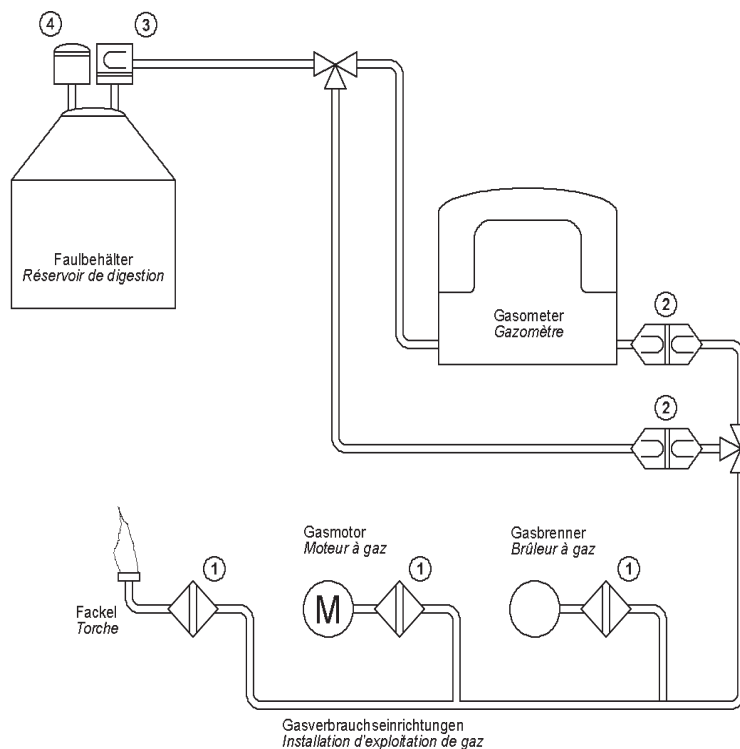 4
3
Faulbehälter
Réservoir de digestion
2
Gasometer
Gazomètre
2
Gasmotor
Moteur à gaz
Gasbrenner
Brûleur à gaz
1
1
1
M
Fackel
Torche
Gasverbrauchseinrichtungen
Installation d'exploitation de gaz